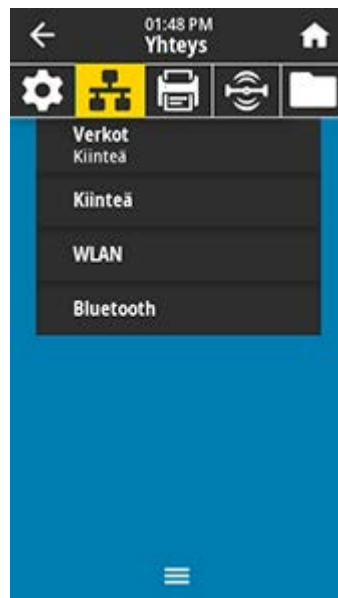 01:48 PM
Yhteys
Verkot
Kiinteä
Kiinteä
WLAN
Bluetooth